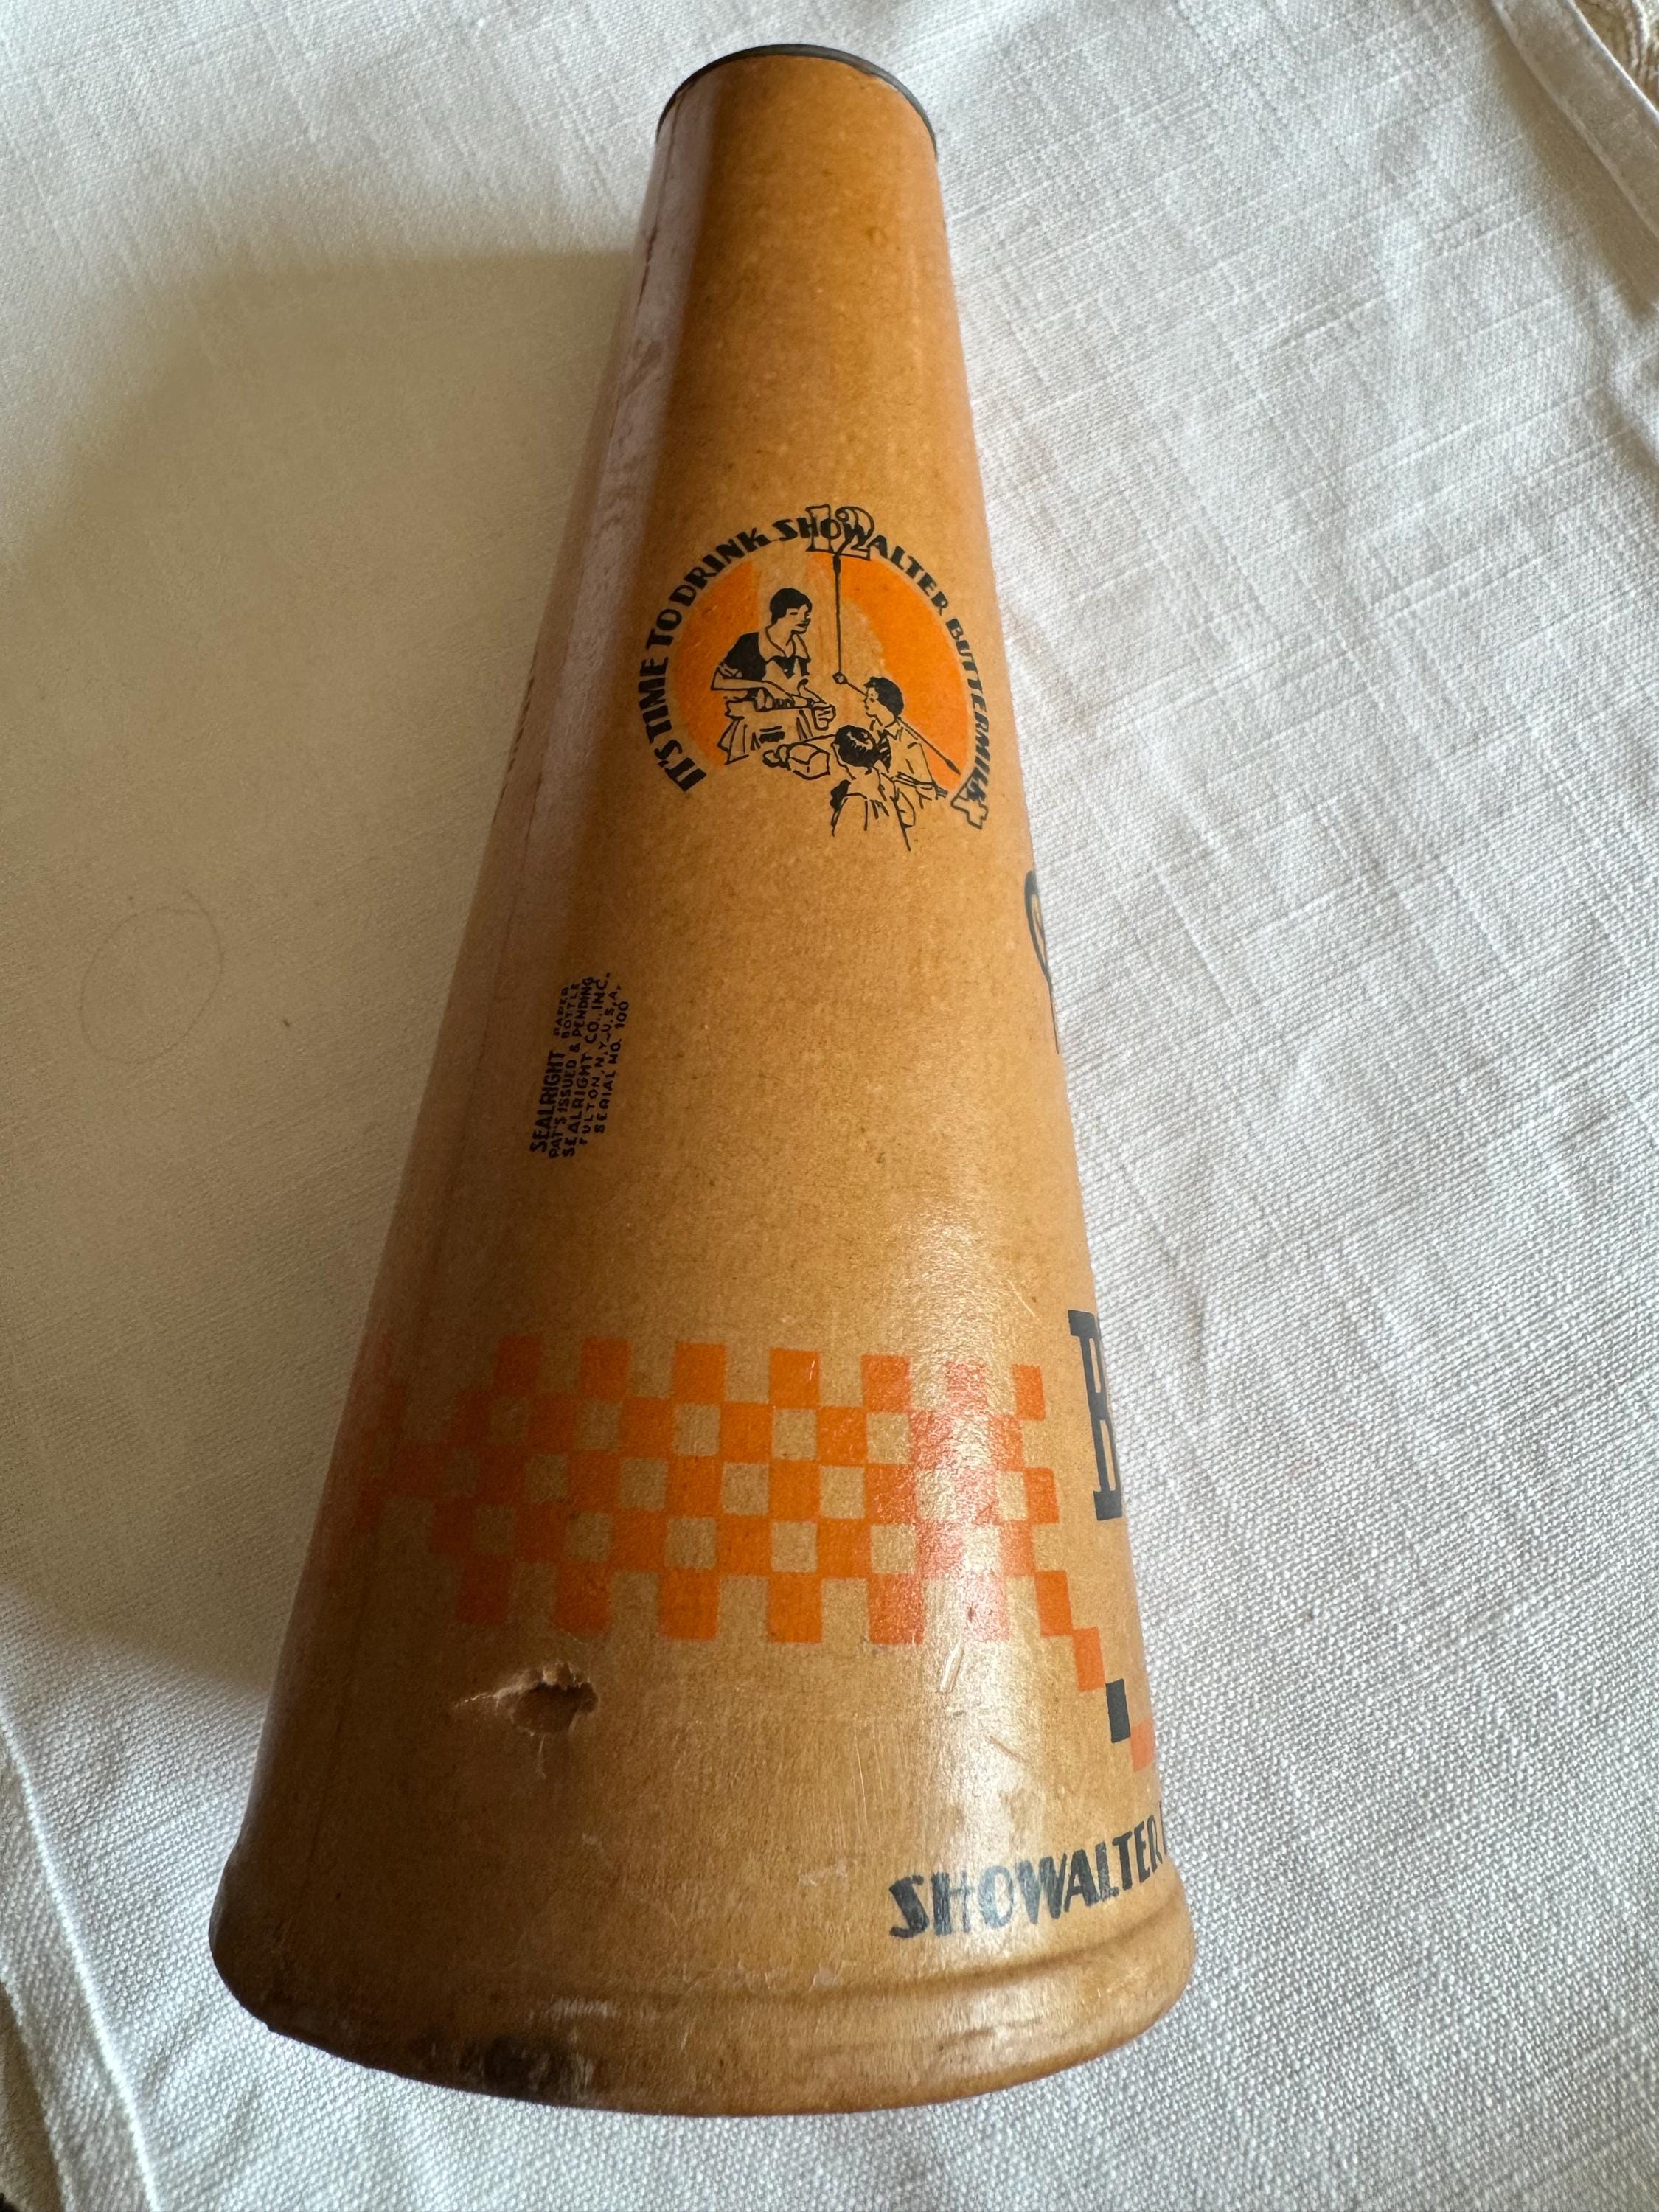 12
IT'S TIME TO DRINK SHOWALTER BUTTERMILK
4
SEALRIGHT PAPER BOTTLE
PAT'S ISSUED & PENDING
SEALRIGHT CO., INC.
FULTON, N.Y.–U.S.A.
SERIAL NO. 100
B
SHOWALTER